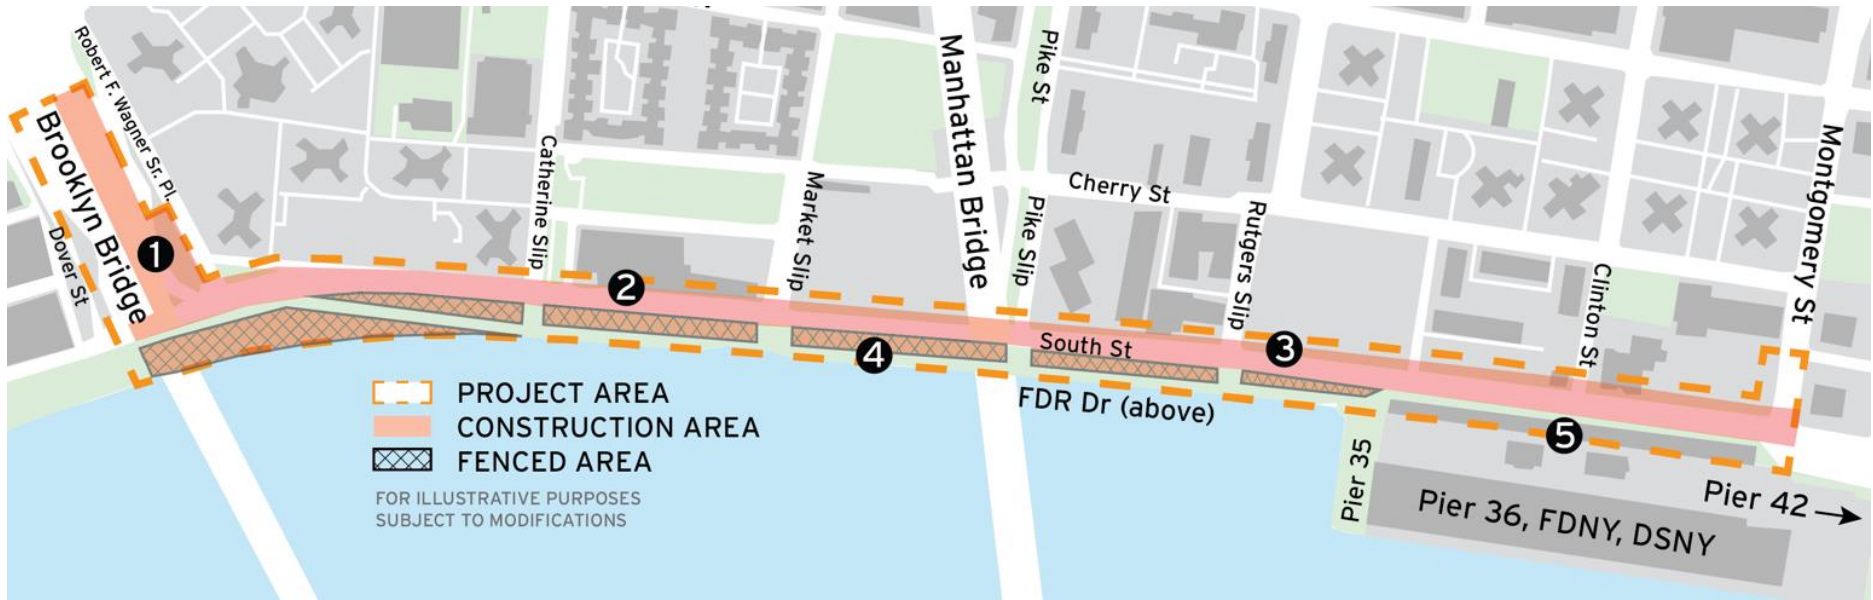 Robert F. Wagner Sr. Pl.
Brooklyn Bridge
Dover St
1
Catherine Slip
2
Market Slip
Manhattan Bridge
Pike St
Cherry St
Pike Slip
Rutgers Slip
Clinton St
Montgomery St
South St
3
4
FDR Dr (above)
5
Pier 35
Pier 36, FDNY, DSNY
Pier 42
PROJECT AREA
CONSTRUCTION AREA
FENCED AREA
FOR ILLUSTRATIVE PURPOSES
SUBJECT TO MODIFICATIONS